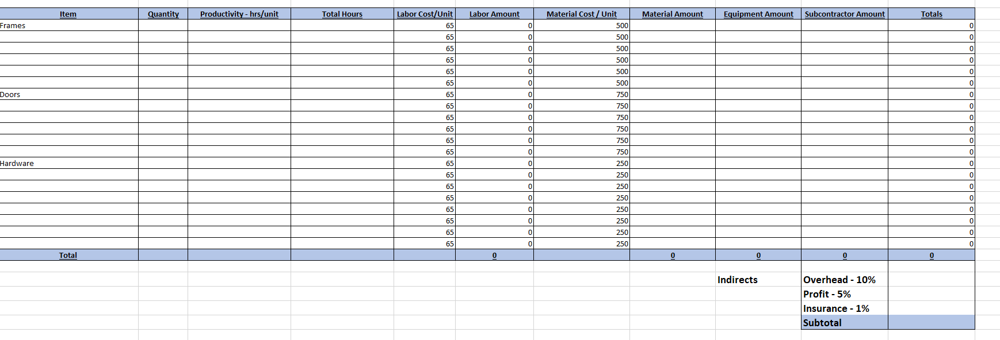 Item Quantity Productivity - hrs/unit Total Hours Labor Cost/Unit Labor Amount Material Cost / Unit Material Amount Equipment Amount Subcontractor Amount Totals
Frames 65 0 500 0
65 0 500 0
65 0 500 0
65 0 500 0
65 0 500 0
65 0 500 0
Doors 65 0 750 0
65 0 750 0
65 0 750 0
65 0 750 0
65 0 750 0
65 0 750 0
Hardware 65 0 250 0
65 0 250 0
65 0 250 0
65 0 250 0
65 0 250 0
65 0 250 0
65 0 250 0
65 0 250 0
Total 0 0 0 0 0
Indirects Overhead - 10%
Profit - 5%
Insurance - 1%
Subtotal